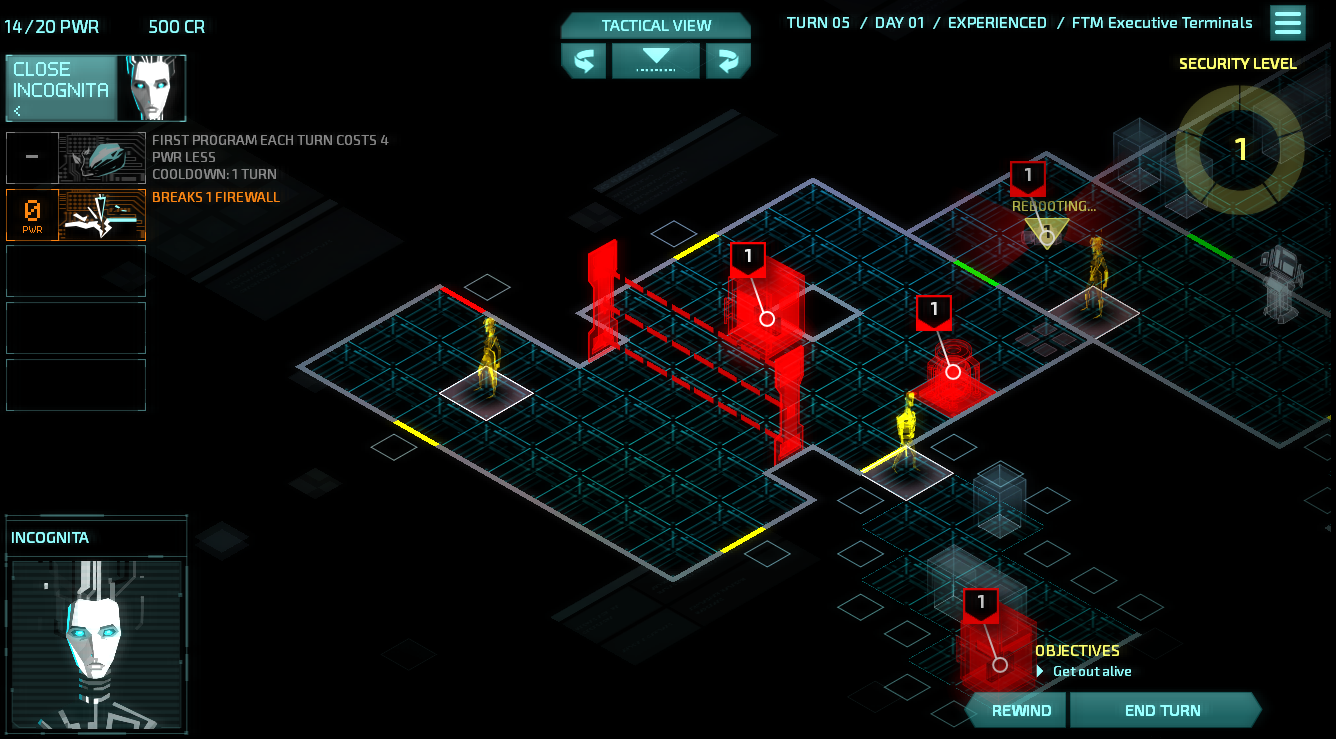 14/20 PWR
500 CR
TACTICAL VIEW
TURN 05 / DAY 01 / EXPERIENCED / FTM Executive Terminals
SECURITY LEVEL
1
CLOSE
INCOGNITA
<
–
FIRST PROGRAM EACH TURN COSTS 4
PWR LESS
COOLDOWN: 1 TURN
0
PWR
BREAKS 1 FIREWALL
1
REBOOTING...
1
1
1
1
INCOGNITA
OBJECTIVES
Get out alive
REWIND
END TURN